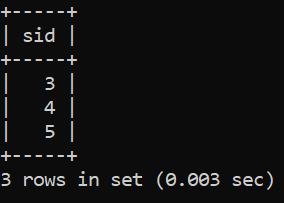 +-----+
| sid |
+-----+
|   3 |
|   4 |
|   5 |
+-----+
3 rows in set (0.003 sec)